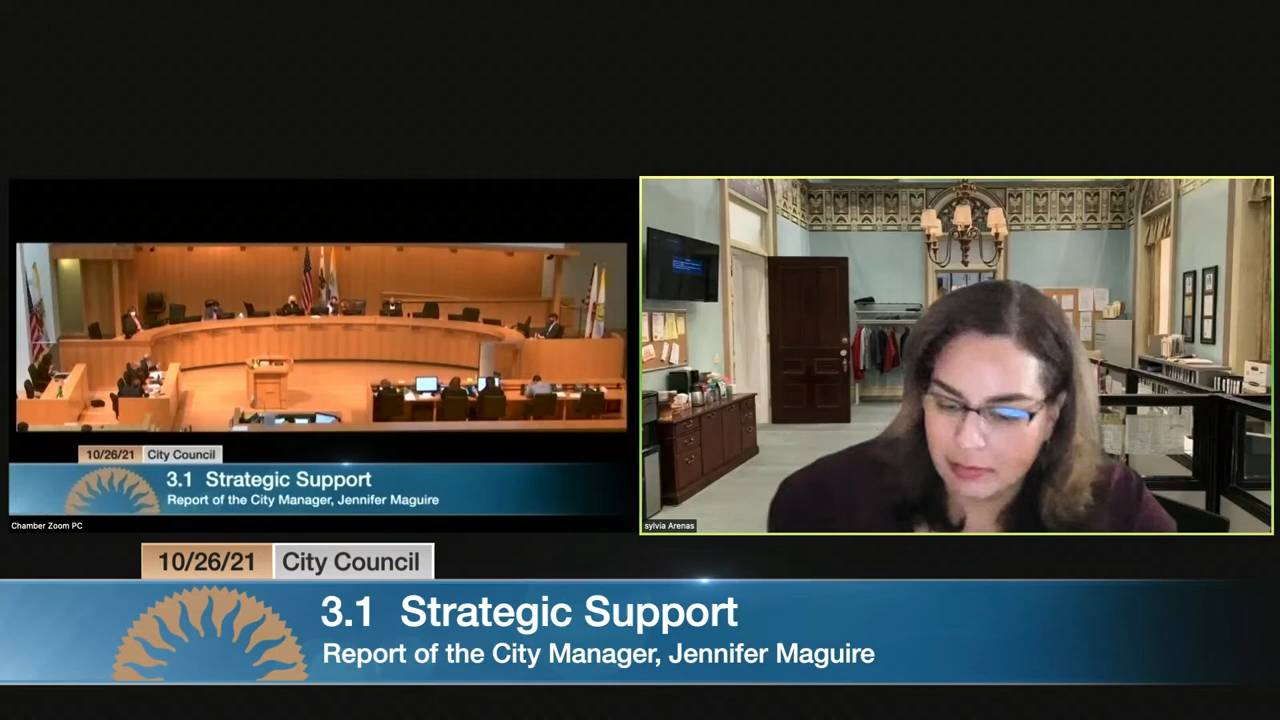 10/26/21 City Council
3.1 Strategic Support
Report of the City Manager, Jennifer Maguire
Chamber Zoom PC
sylvia Arenas
10/26/21 City Council
3.1 Strategic Support
Report of the City Manager, Jennifer Maguire